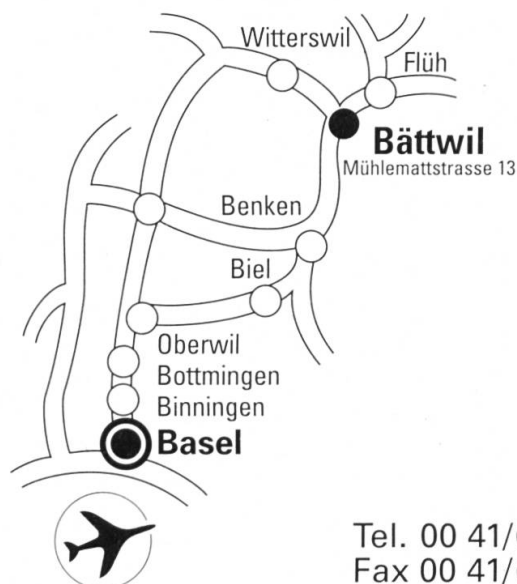 Witterswil
Flüh
Bättwil
Mühlemattstrasse 13
Benken
Biel
Oberwil
Bottmingen
Binningen
Basel
Tel. 00 41/
Fax 00 41/